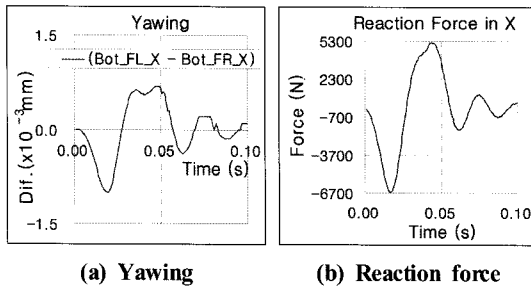 Yawing
1.5
(Bot_FL_X - Bot_FR_X)
Dif.(x10⁻³mm)
0.0
0.00 0.05 0.10
Time (s)
-1.5
(a) Yawing
Reaction Force in X
5300
2300
-700
-3700
-6700
Force (N)
0.00 0.05 0.10
Time (s)
(b) Reaction force